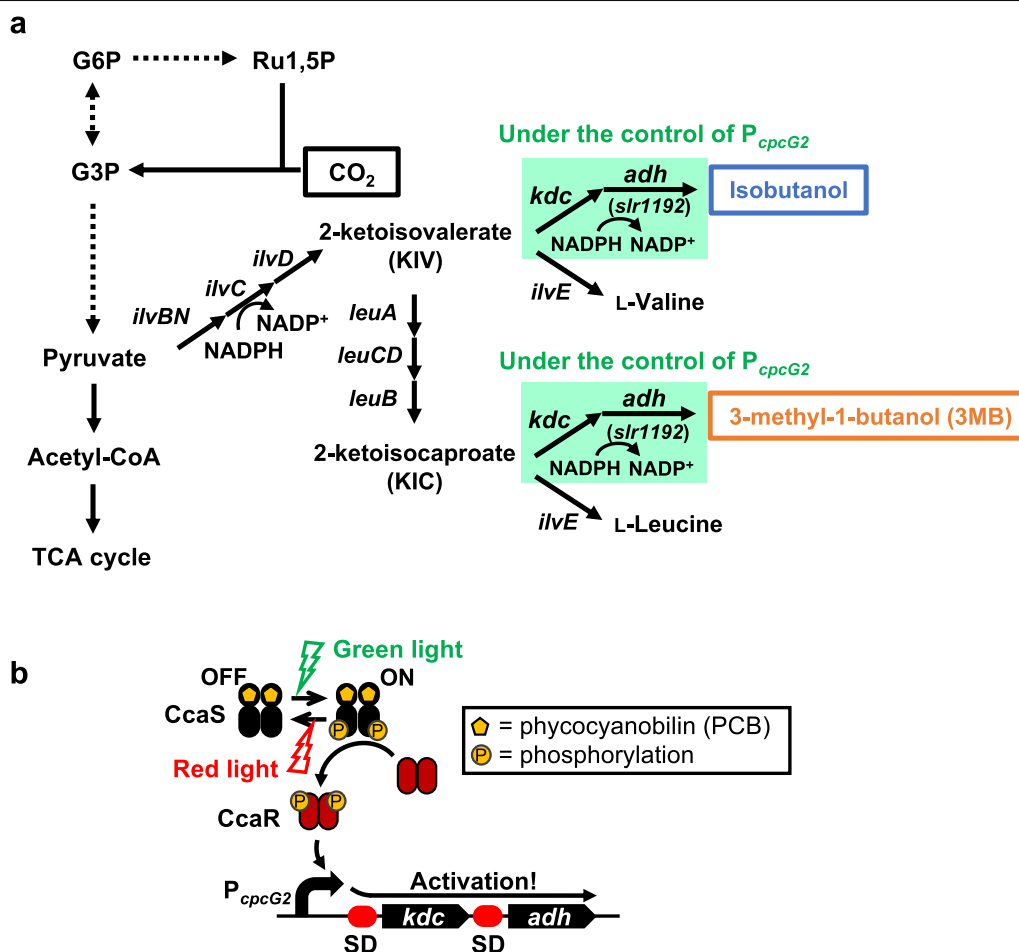 a
G6P
Ru1,5P
G3P
CO2
Under the control of PcpcG2
kdc
adh
(slr1192)
NADPH NADP+
Isobutanol
2-ketoisovalerate
(KIV)
ilvE
L-Valine
ilvD
ilvC
ilvBN
NADP+
NADPH
Pyruvate
leuA
leuCD
leuB
Acetyl-CoA
TCA cycle
2-ketoisocaproate
(KIC)
Under the control of PcpcG2
kdc
adh
(slr1192)
NADPH NADP+
3-methyl-1-butanol (3MB)
ilvE
L-Leucine
b
Green light
OFF
ON
CcaS
P P
Red light
= phycocyanobilin (PCB)
P = phosphorylation
P P
CcaR
PcpcG2
Activation!
kdc
adh
SD
SD